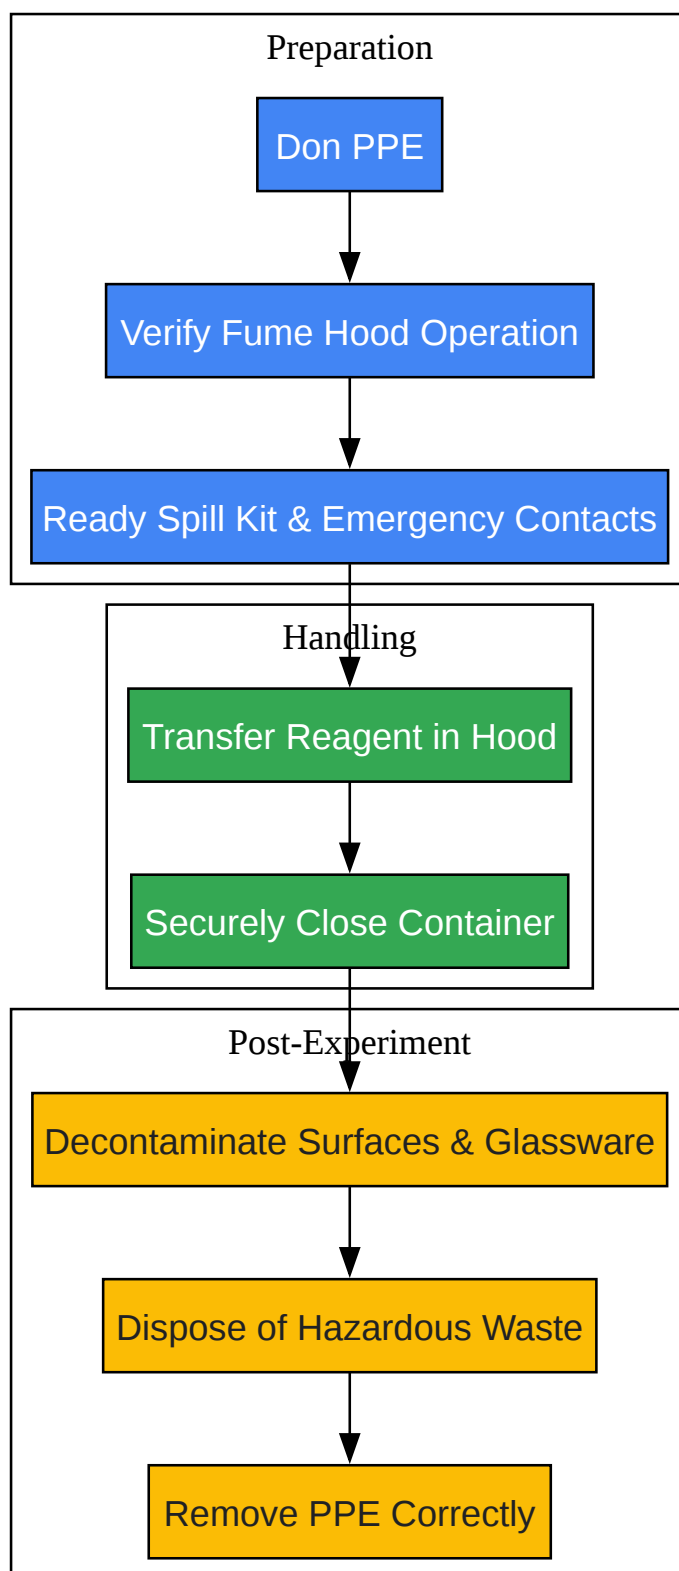 Preparation
Don PPE
Verify Fume Hood Operation
Ready Spill Kit & Emergency Contacts
Handling
Transfer Reagent in Hood
Securely Close Container
Post-Experiment
Decontaminate Surfaces & Glassware
Dispose of Hazardous Waste
Remove PPE Correctly